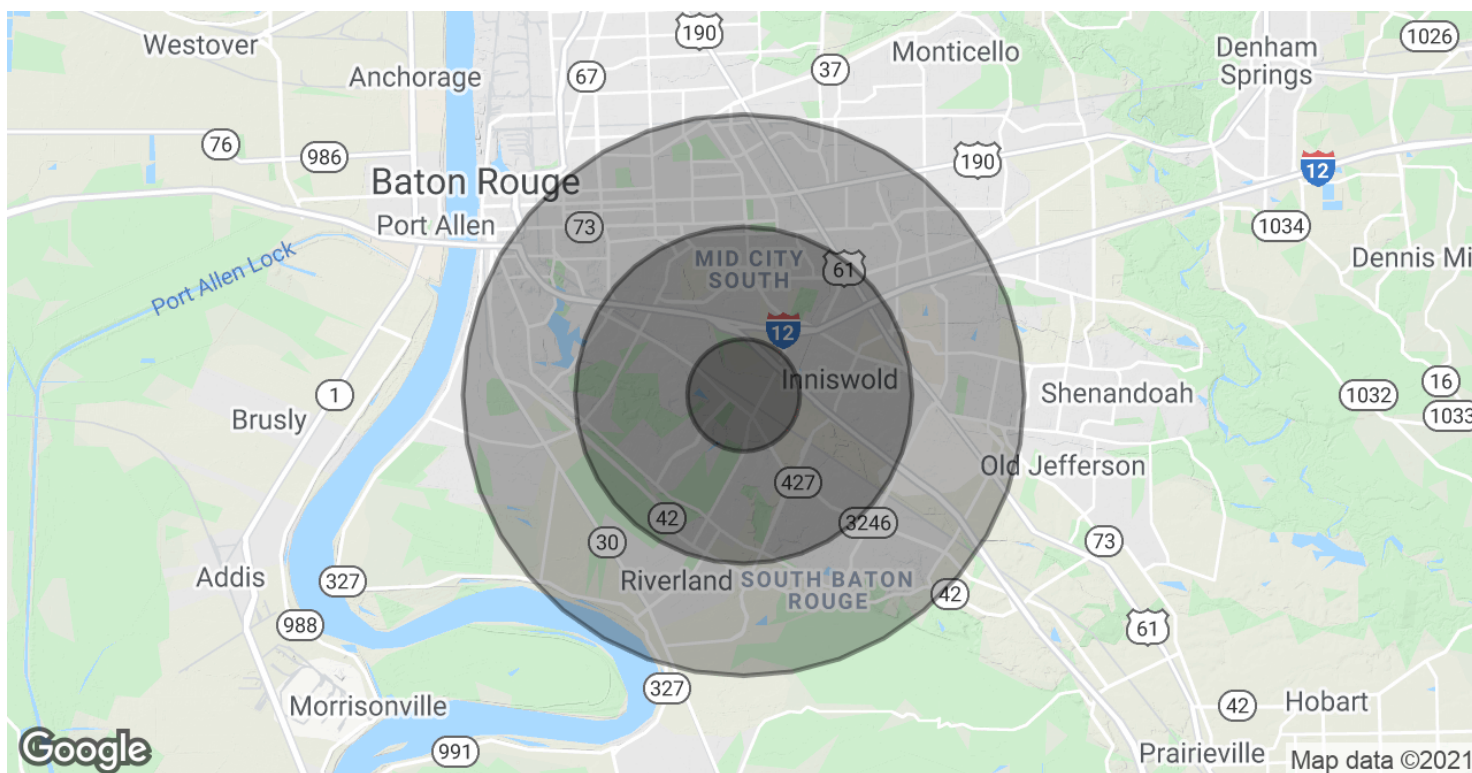 Westover
Anchorage
67
190
37
Monticello
Denham
Springs
1026
76
986
190
12
Baton Rouge
Port Allen
73
1034
Port Allen Lock
MID CITY
SOUTH
61
Dennis Mi
12
1
Inniswold
Shenandoah
1032
16
1033
Brusly
Old Jefferson
427
42
3246
30
73
Addis
327
Riverland
SOUTH BATON
ROUGE
42
988
61
327
Morrisonville
42
Hobart
991
Prairieville
Google
Map data ©2021